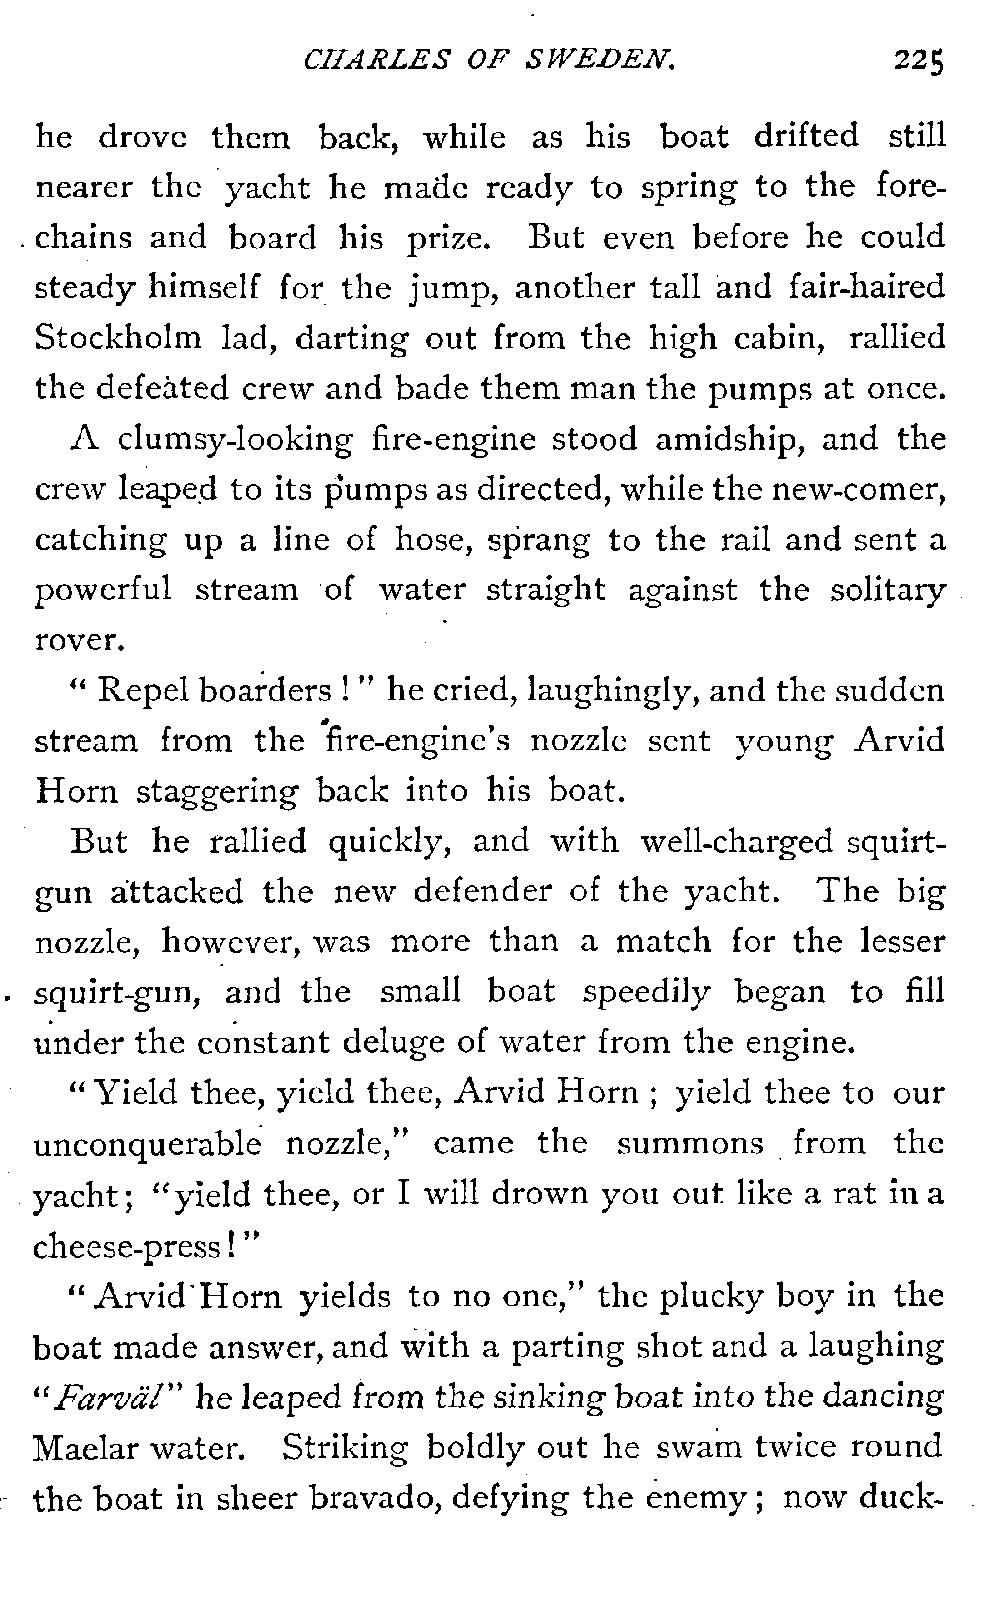 CHARLES OF SWEDEN. 225
he drove them back, while as his boat drifted still
nearer the yacht he made ready to spring to the fore-
chains and board his prize. But even before he could
steady himself for the jump, another tall and fair-haired
Stockholm lad, darting out from the high cabin, rallied
the defeated crew and bade them man the pumps at once.
A clumsy-looking fire-engine stood amidship, and the
crew leaped to its pumps as directed, while the new-comer,
catching up a line of hose, sprang to the rail and sent a
powerful stream of water straight against the solitary
rover.
" Repel boarders ! " he cried, laughingly, and the sudden
stream from the fire-engine's nozzle sent young Arvid
Horn staggering back into his boat.
But he rallied quickly, and with well-charged squirt-
gun attacked the new defender of the yacht. The big
nozzle, however, was more than a match for the lesser
squirt-gun, and the small boat speedily began to fill
under the constant deluge of water from the engine.
" Yield thee, yield thee, Arvid Horn ; yield thee to our
unconquerable nozzle," came the summons from the
yacht ; "yield thee, or I will drown you out like a rat in a
cheese-press ! "
" Arvid Horn yields to no one," the plucky boy in the
boat made answer, and with a parting shot and a laughing
"Farväl" he leaped from the sinking boat into the dancing
Maelar water. Striking boldly out he swam twice round
the boat in sheer bravado, defying the enemy ; now duck-